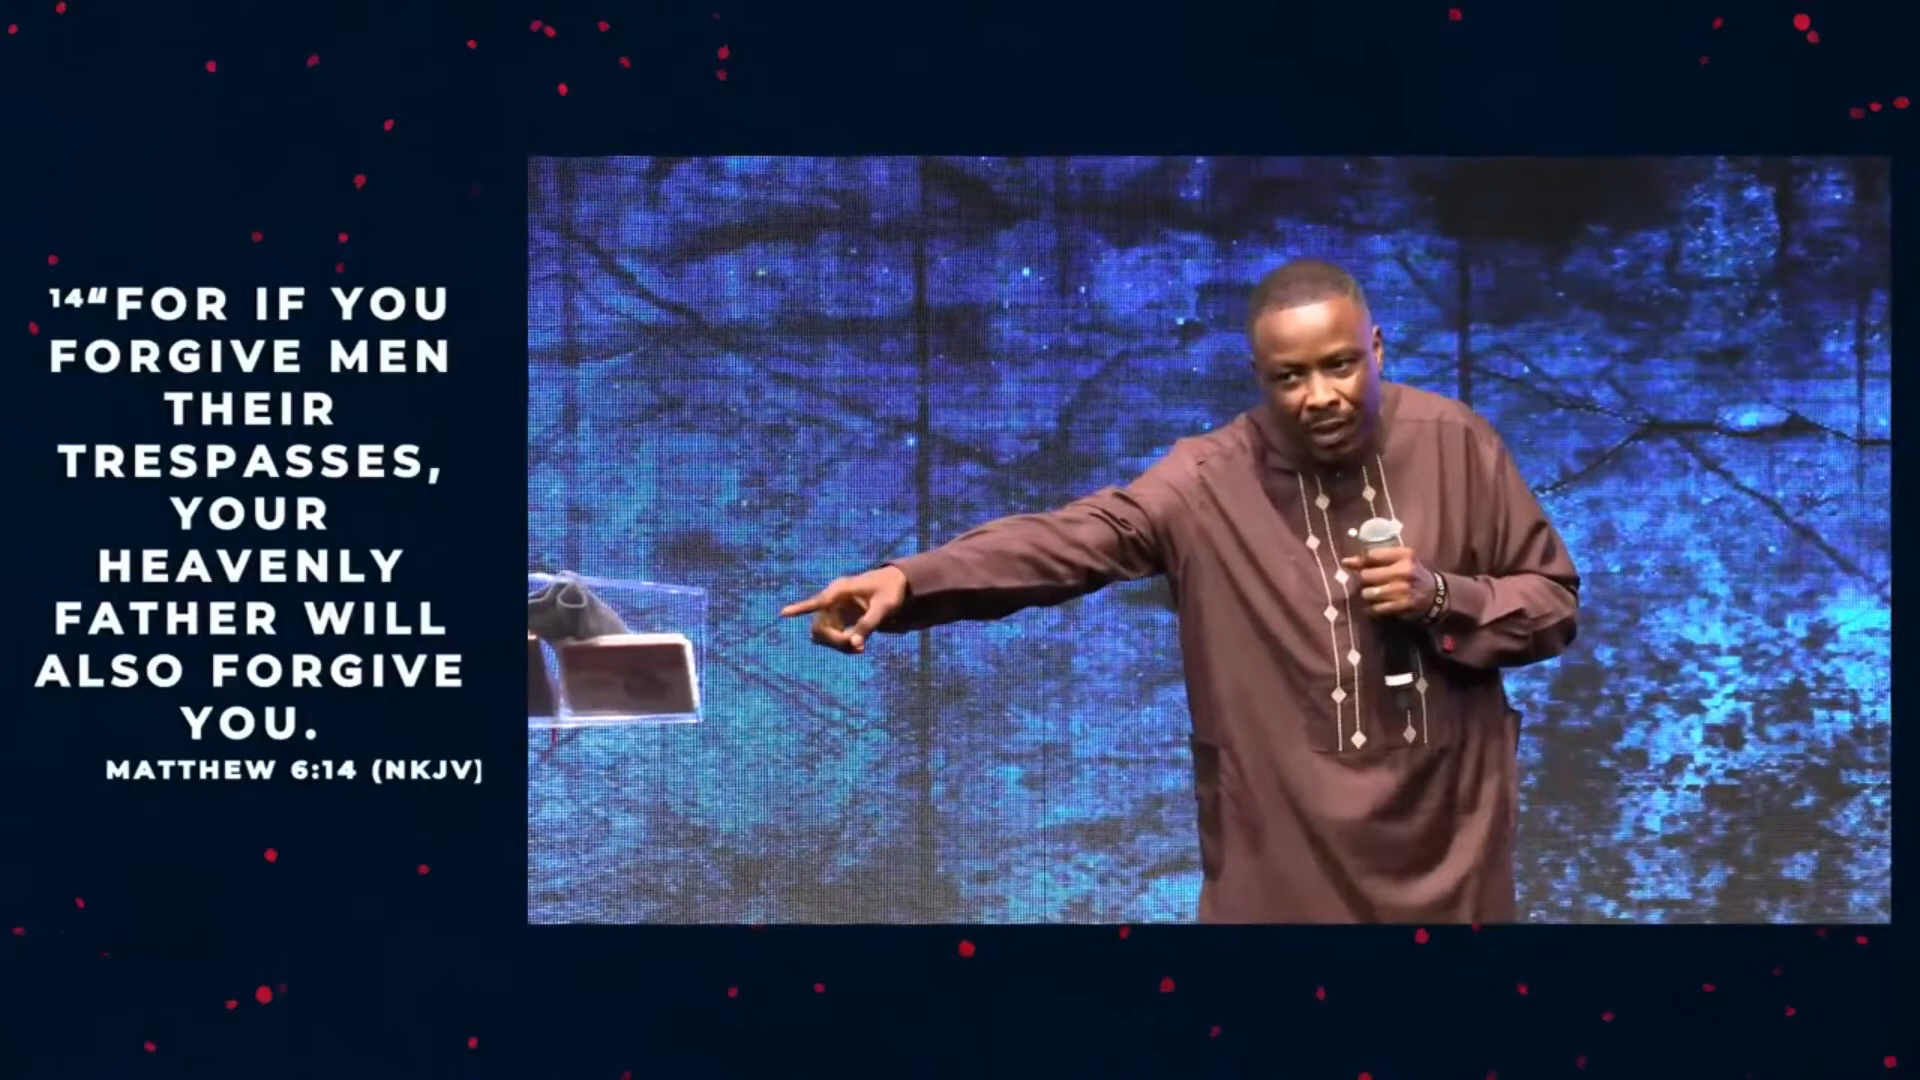 14“FOR IF YOU
FORGIVE MEN
THEIR
TRESPASSES,
YOUR
HEAVENLY
FATHER WILL
ALSO FORGIVE
YOU.
MATTHEW 6:14 (NKJV)